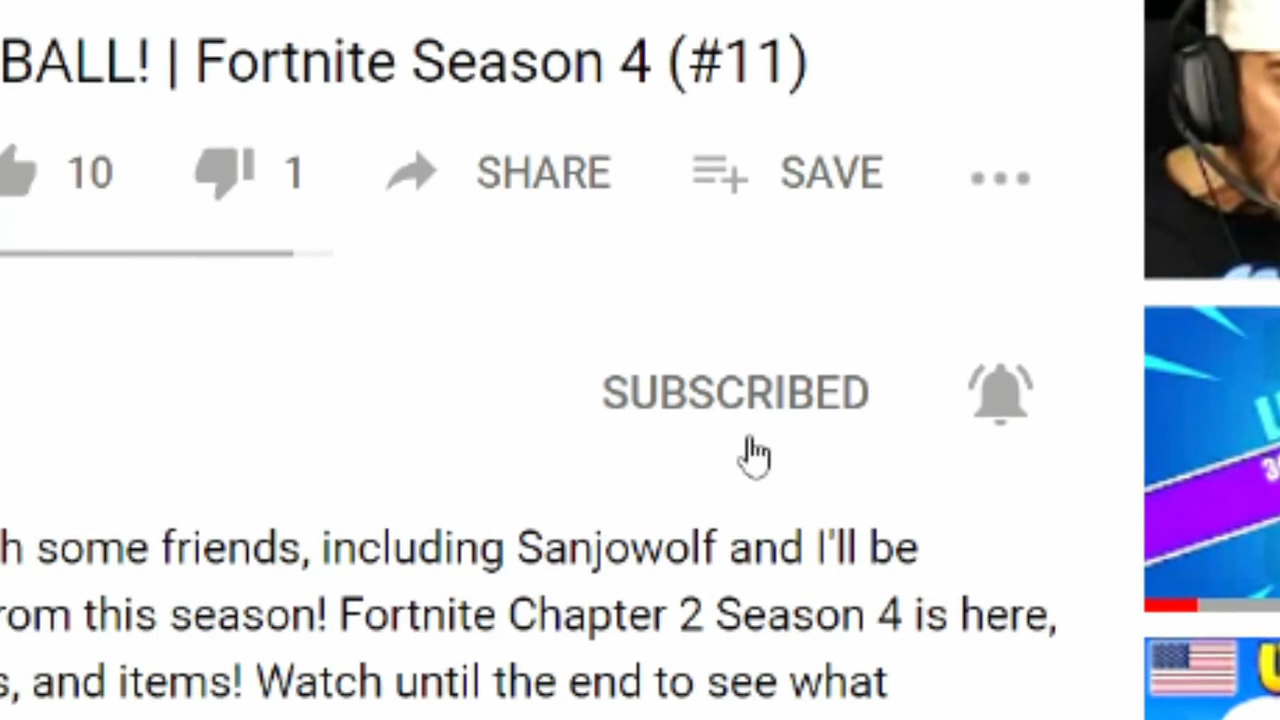 BALL! | Fortnite Season 4 (#11)
10 1 SHARE SAVE
SUBSCRIBED
h some friends, including Sanjowolf and I'll be
rom this season! Fortnite Chapter 2 Season 4 is here,
s, and items! Watch until the end to see what